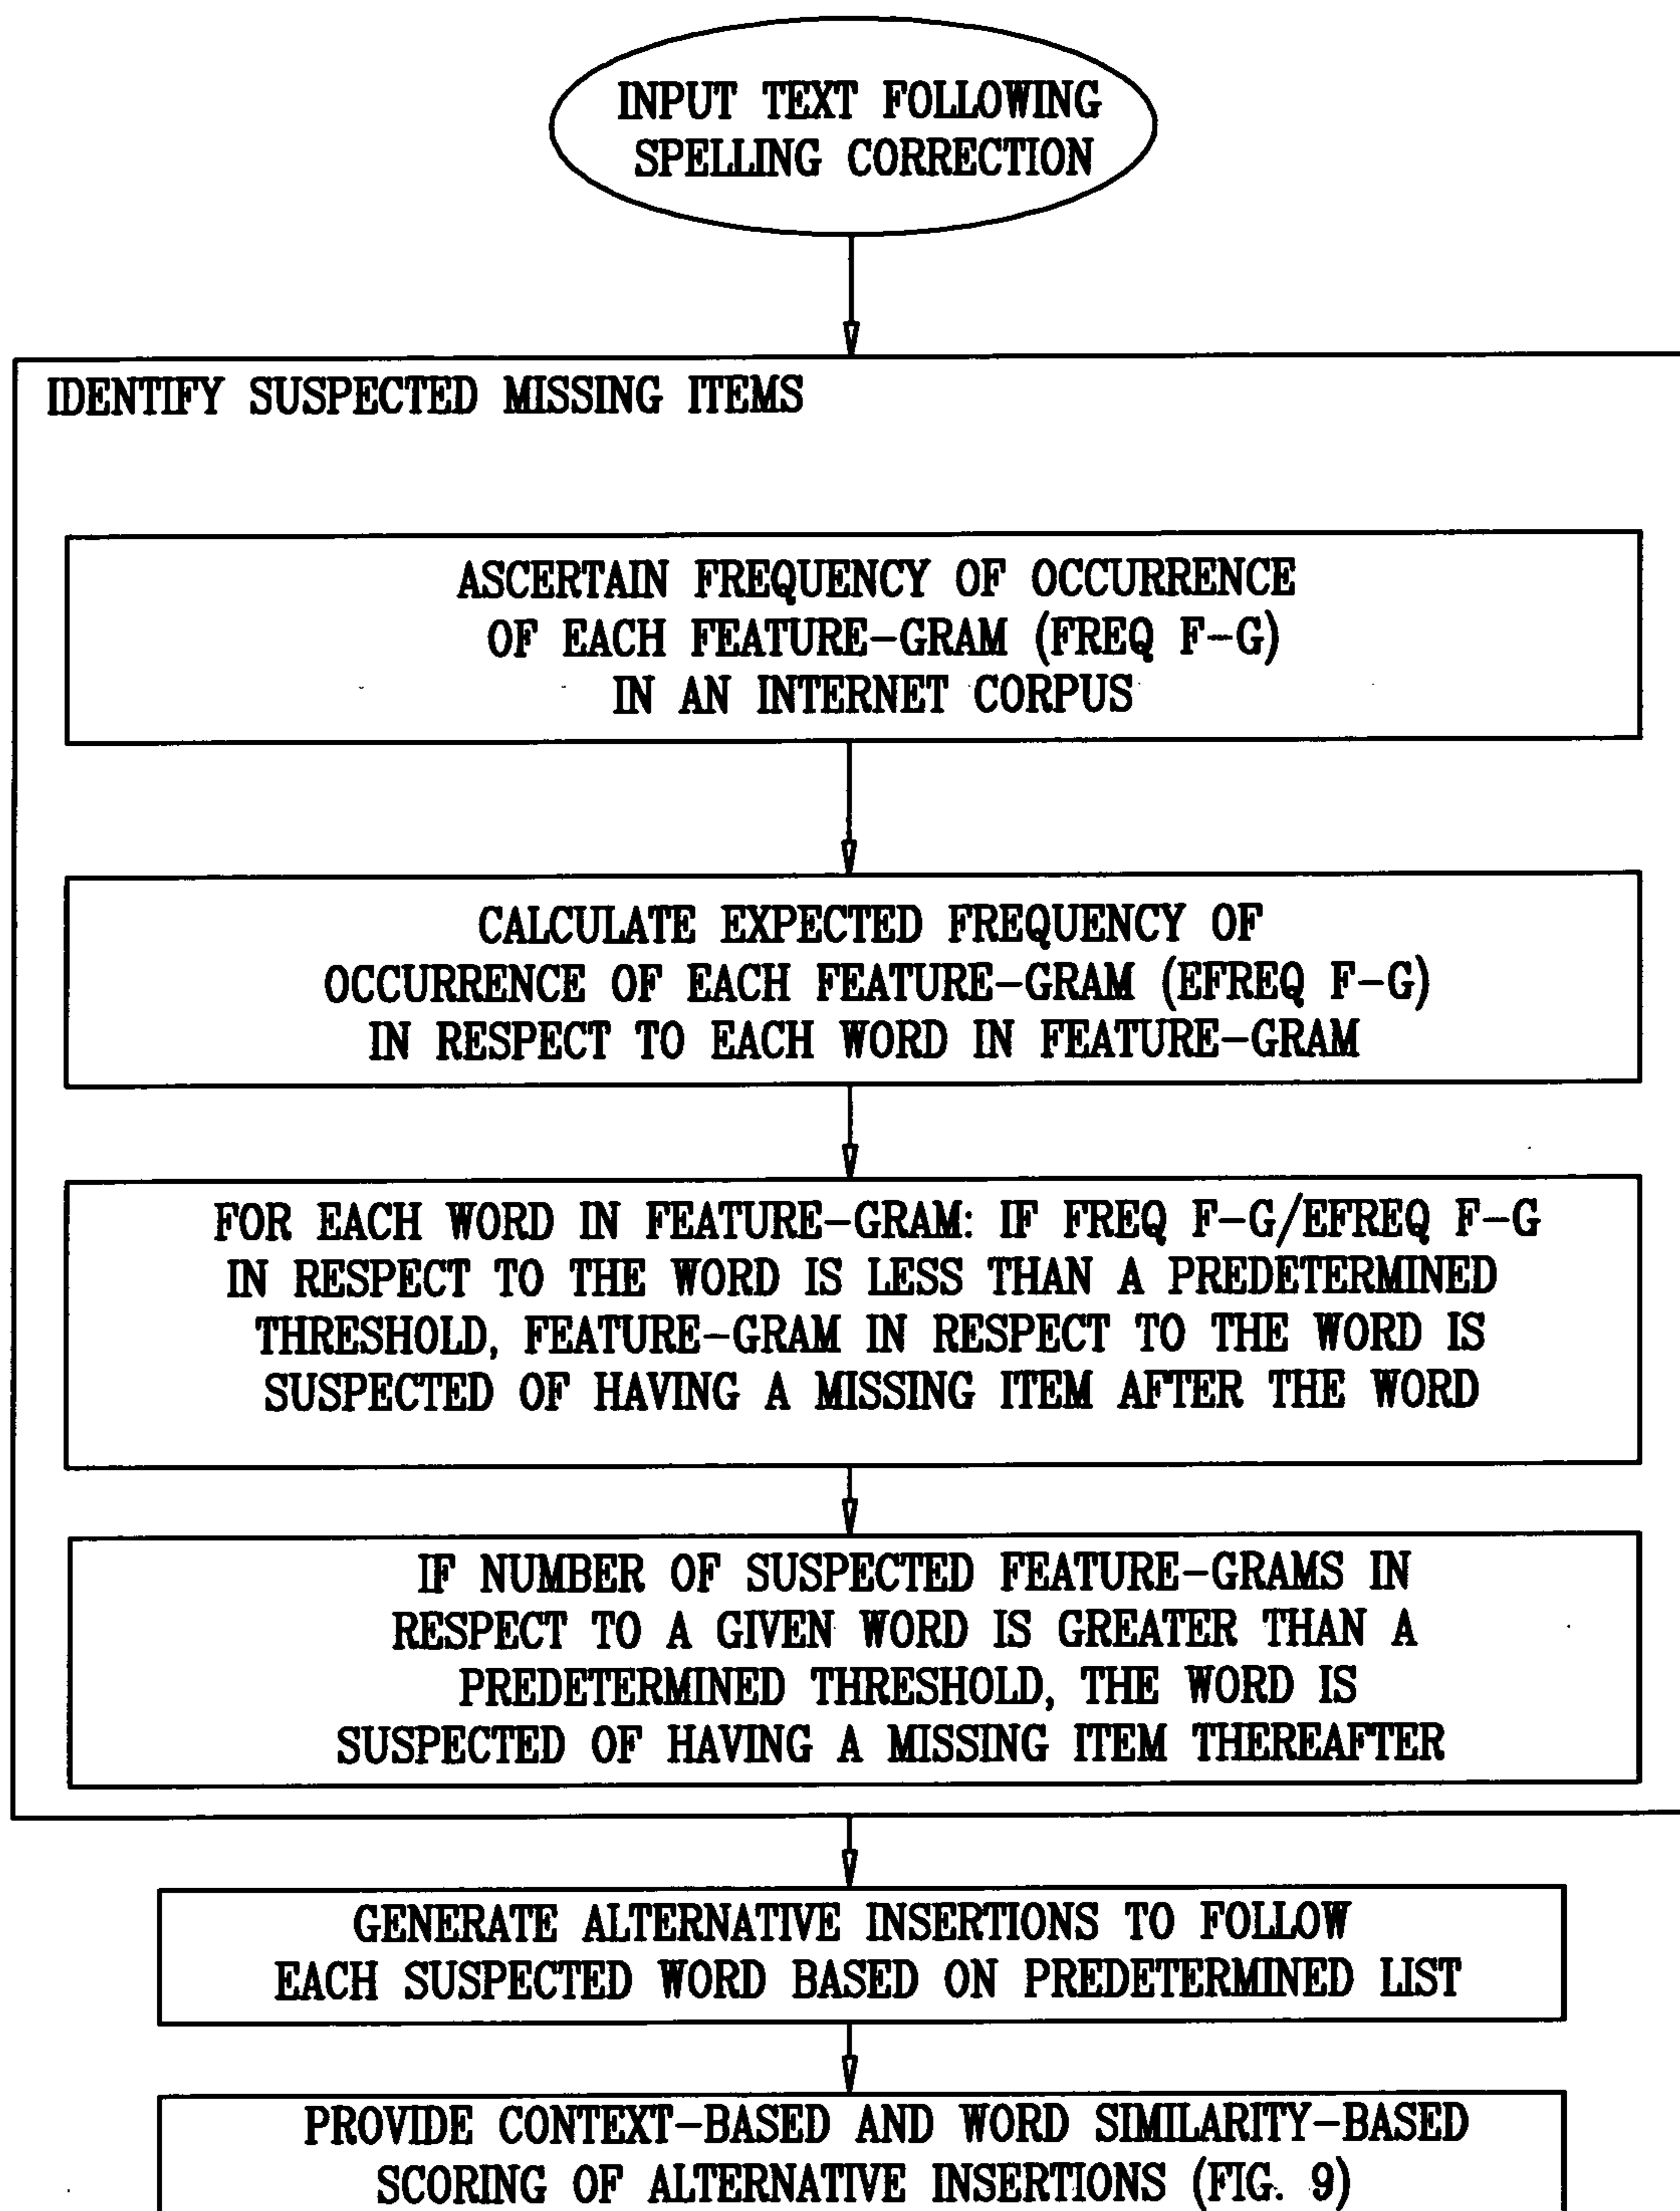 INPUT TEXT FOLLOWING
SPELLING CORRECTION
IDENTIFY SUSPECTED MISSING ITEMS
ASCERTAIN FREQUENCY OF OCCURRENCE
OF EACH FEATURE-GRAM (FREQ F-G)
IN AN INTERNET CORPUS
CALCULATE EXPECTED FREQUENCY OF
OCCURRENCE OF EACH FEATURE-GRAM (EFREQ F-G)
IN RESPECT TO EACH WORD IN FEATURE-GRAM
FOR EACH WORD IN FEATURE-GRAM: IF FREQ F-G/EFREQ F-G
IN RESPECT TO THE WORD IS LESS THAN A PREDETERMINED
THRESHOLD, FEATURE-GRAM IN RESPECT TO THE WORD IS
SUSPECTED OF HAVING A MISSING ITEM AFTER THE WORD
IF NUMBER OF SUSPECTED FEATURE-GRAMS IN
RESPECT TO A GIVEN WORD IS GREATER THAN A
PREDETERMINED THRESHOLD, THE WORD IS
SUSPECTED OF HAVING A MISSING ITEM THEREAFTER
GENERATE ALTERNATIVE INSERTIONS TO FOLLOW
EACH SUSPECTED WORD BASED ON PREDETERMINED LIST
PROVIDE CONTEXT-BASED AND WORD SIMILARITY-BASED
SCORING OF ALTERNATIVE INSERTIONS (FIG. 9)